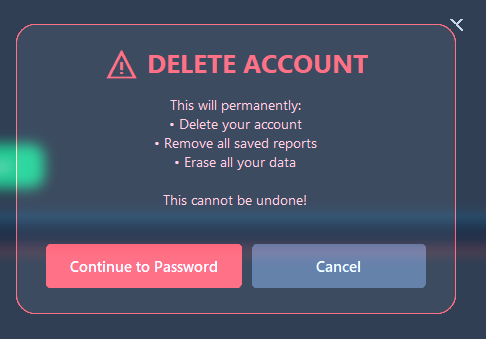 DELETE ACCOUNT
This will permanently:
• Delete your account
• Remove all saved reports
• Erase all your data
This cannot be undone!
Continue to Password
Cancel